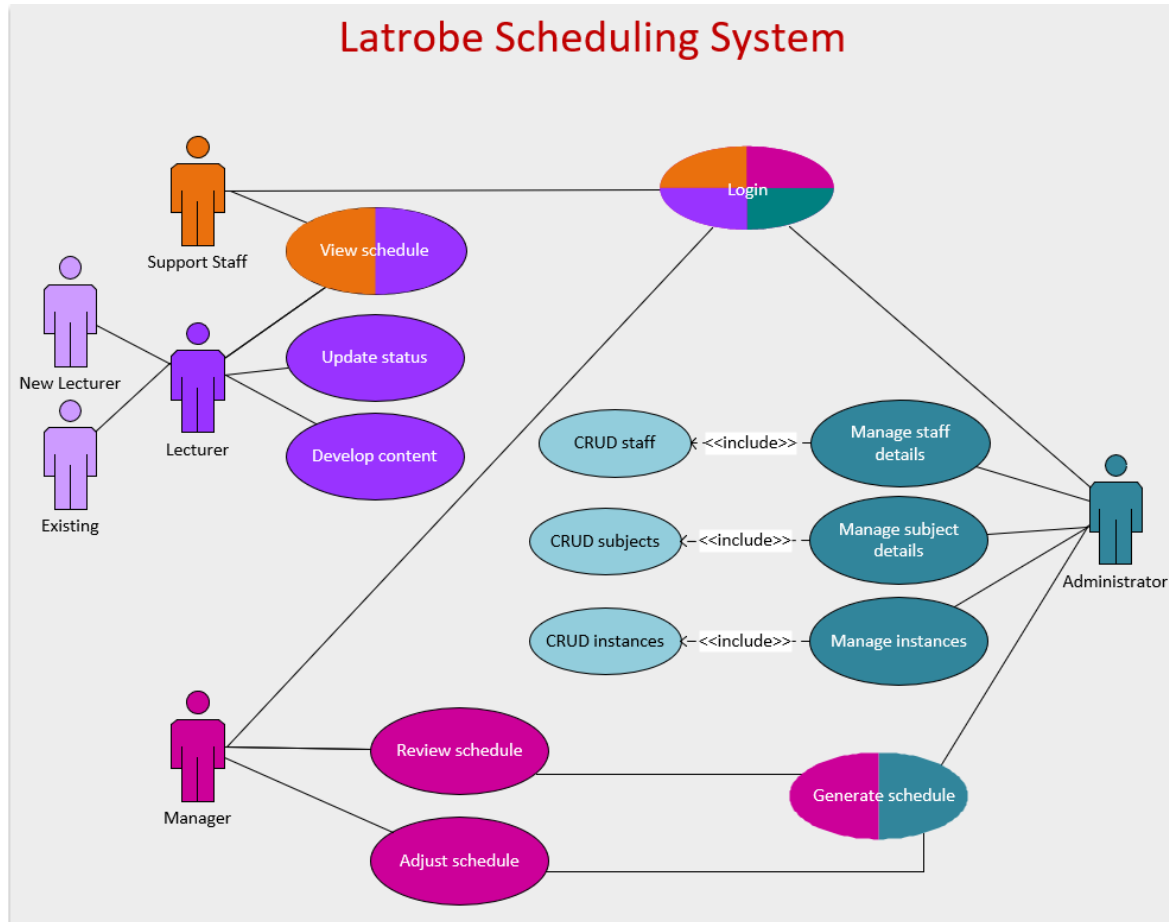 Latrobe Scheduling System
Support Staff
Login
View schedule
New Lecturer
Lecturer
Update status
Existing
Develop content
CRUD staff
<<include>>
Manage staff
details
CRUD subjects
<<include>>
Manage subject
details
Administrator
CRUD instances
<<include>>
Manage instances
Manager
Review schedule
Generate schedule
Adjust schedule